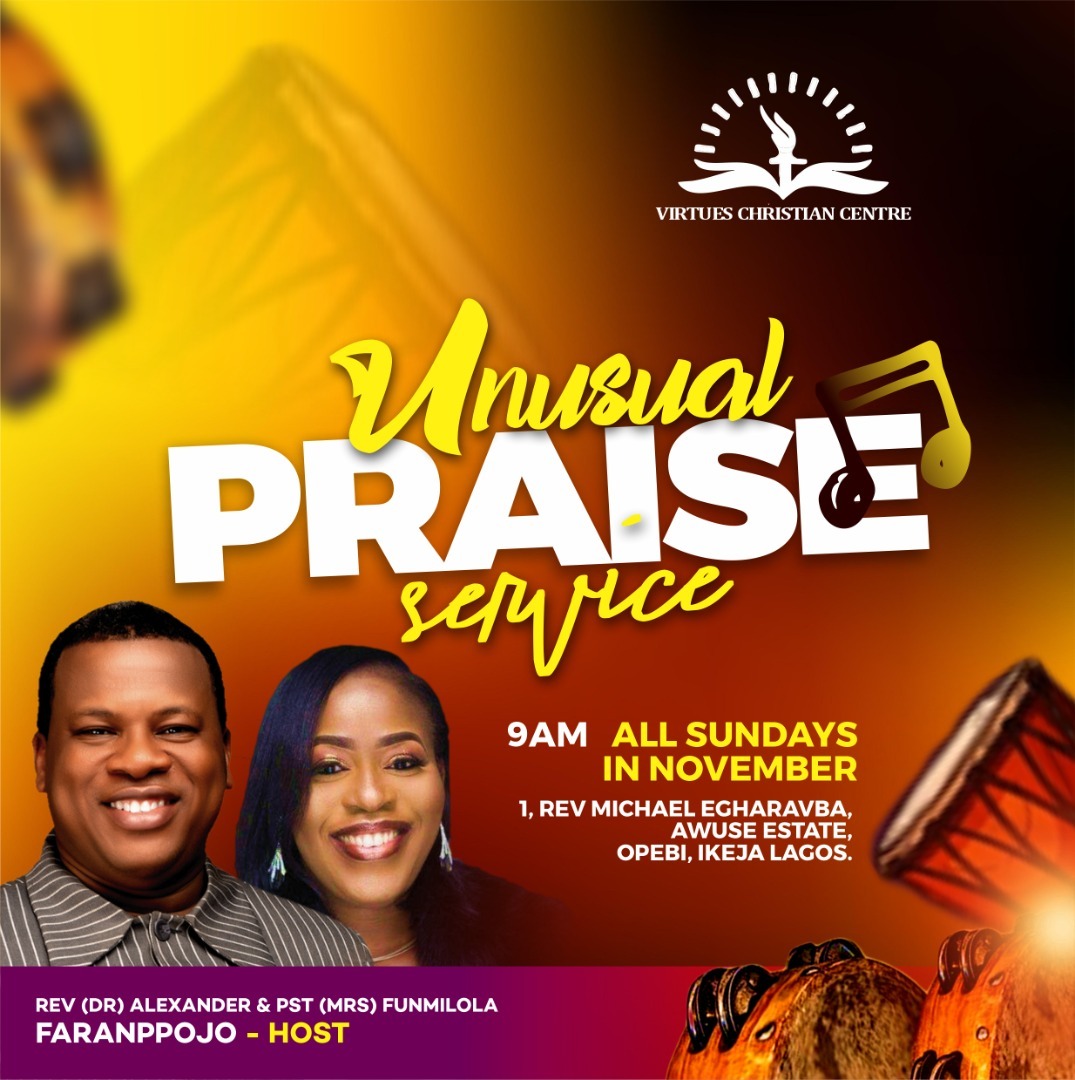 VIRTUES CHRISTIAN CENTRE
Unusual
PRAISE
service
9AM ALL SUNDAYS
IN NOVEMBER
1, REV MICHAEL EGHARAVBA,
AWUSE ESTATE,
OPEBI, IKEJA LAGOS.
REV (DR) ALEXANDER & PST (MRS) FUNMILOLA
FARANPPOJO - HOST